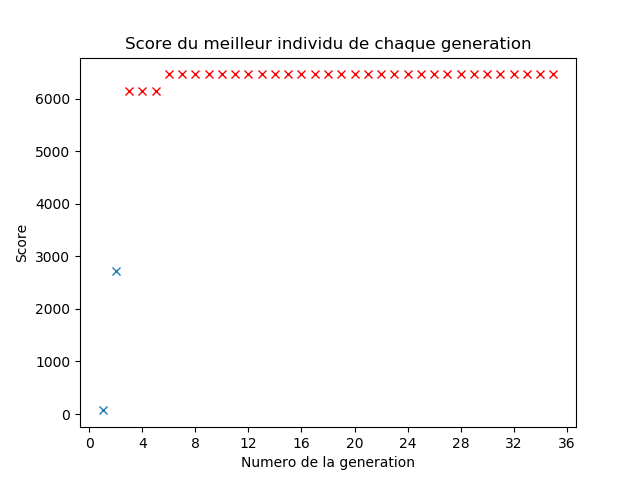 Score du meilleur individu de chaque generation
6000
5000
4000
3000
2000
1000
0
Score
0 4 8 12 16 20 24 28 32 36
Numero de la generation